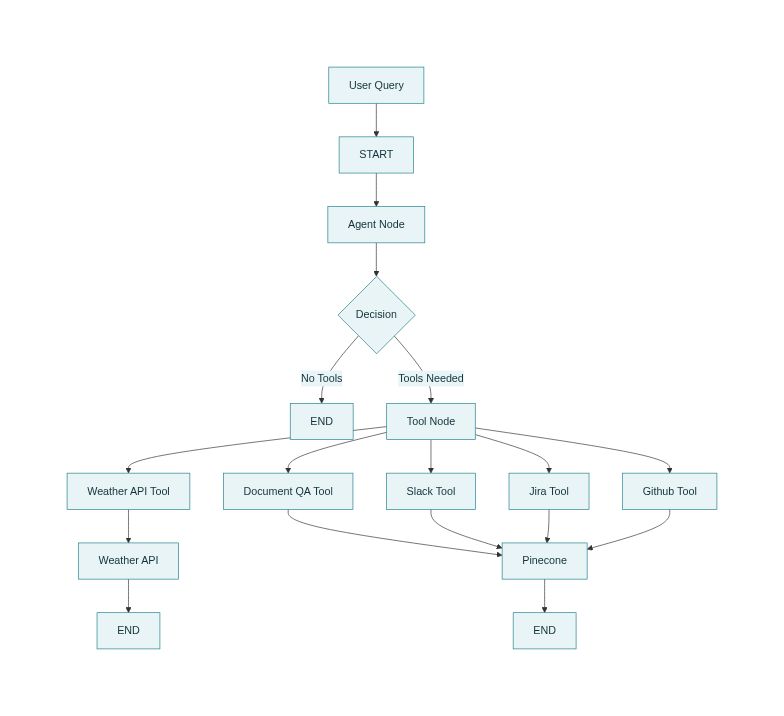 User Query
START
Agent Node
Decision
No Tools
Tools Needed
END
Tool Node
Weather API Tool
Document QA Tool
Slack Tool
Jira Tool
Github Tool
Weather API
Pinecone
END
END